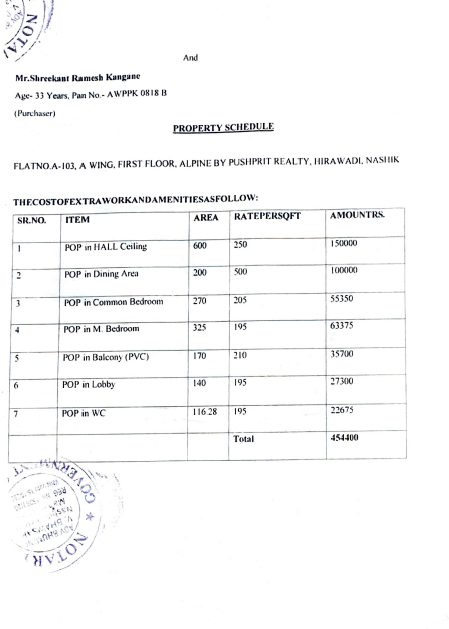 NOTAR
And
Mr.Shreekant Ramesh Kangane
Age- 33 Years, Pan No.- AWPPK 0818 B
(Purchaser)
PROPERTY SCHEDULE
FLATNO.A-103, A WING, FIRST FLOOR, ALPINE BY PUSHPRIT REALTY, HIRAWADI, NASHIK
THECOSTOFEXTRAWORKANDAMENITIESASFOLLOW:
SR.NO. ITEM AREA RATEPERSQFT AMOUNTRS.
1 POP in HALL Ceiling 600 250 150000
2 POP in Dining Area 200 500 100000
3 POP in Common Bedroom 270 205 55350
4 POP in M. Bedroom 325 195 63375
5 POP in Balcony (PVC) 170 210 35700
6 POP in Lobby 140 195 27300
7 POP in WC 116.28 195 22675
Total 454400
GOVERNMENT
NOTAR